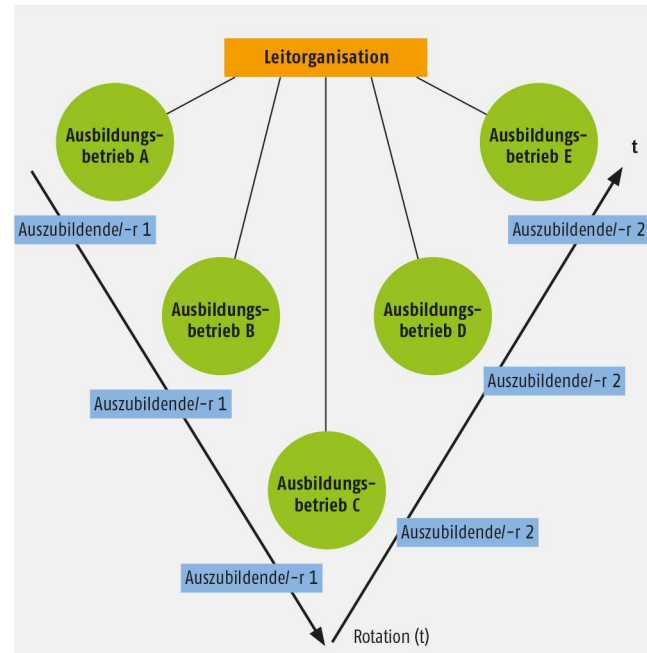 Leitorganisation
Ausbildungs-
betrieb A
Ausbildungs-
betrieb E
t
Auszubildende/-r 1
Auszubildende/-r 2
Ausbildungs-
betrieb B
Ausbildungs-
betrieb D
Auszubildende/-r 2
Auszubildende/-r 1
Ausbildungs-
betrieb C
Auszubildende/-r 2
Auszubildende/-r 1
Rotation (t)